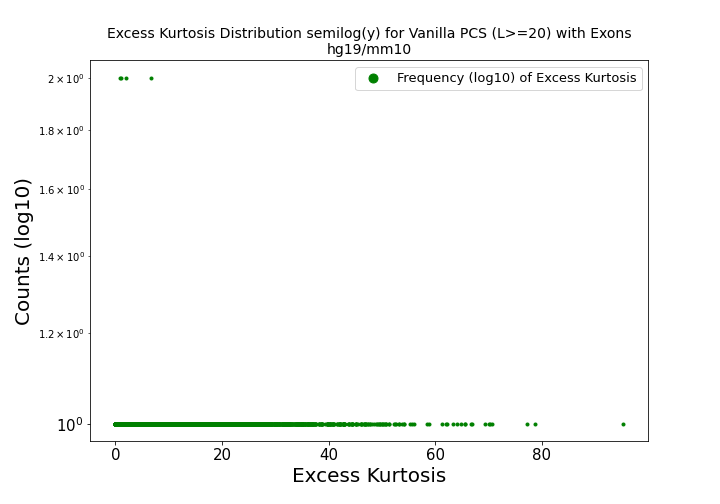 Excess Kurtosis Distribution semilog(y) for Vanilla PCS (L>=20) with Exons
hg19/mm10
Frequency (log10) of Excess Kurtosis
Counts (log10)
2 × 10⁰
1.8 × 10⁰
1.6 × 10⁰
1.4 × 10⁰
1.2 × 10⁰
10⁰
0 20 40 60 80
Excess Kurtosis